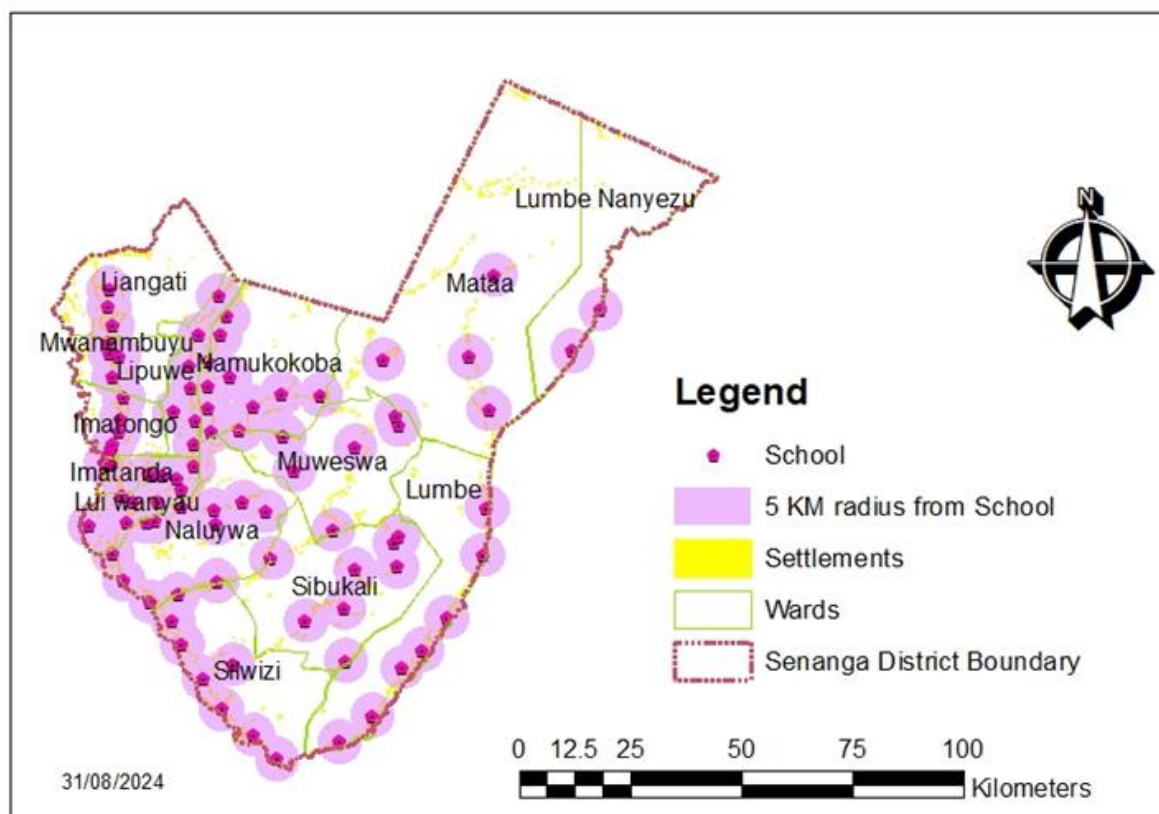 N
Lumbe Nanyezu
Liangati
Mataa
Mwanambuyu
Lipuwe
Namukokoba
Imatongo
Muweswa
Imatanda
Lui wanyau
Lumbe
Naluywa
Sibukali
Silwizi
Legend
School
5 KM radius from School
Settlements
Wards
Senanga District Boundary
0 12.5 25 50 75 100
Kilometers
31/08/2024